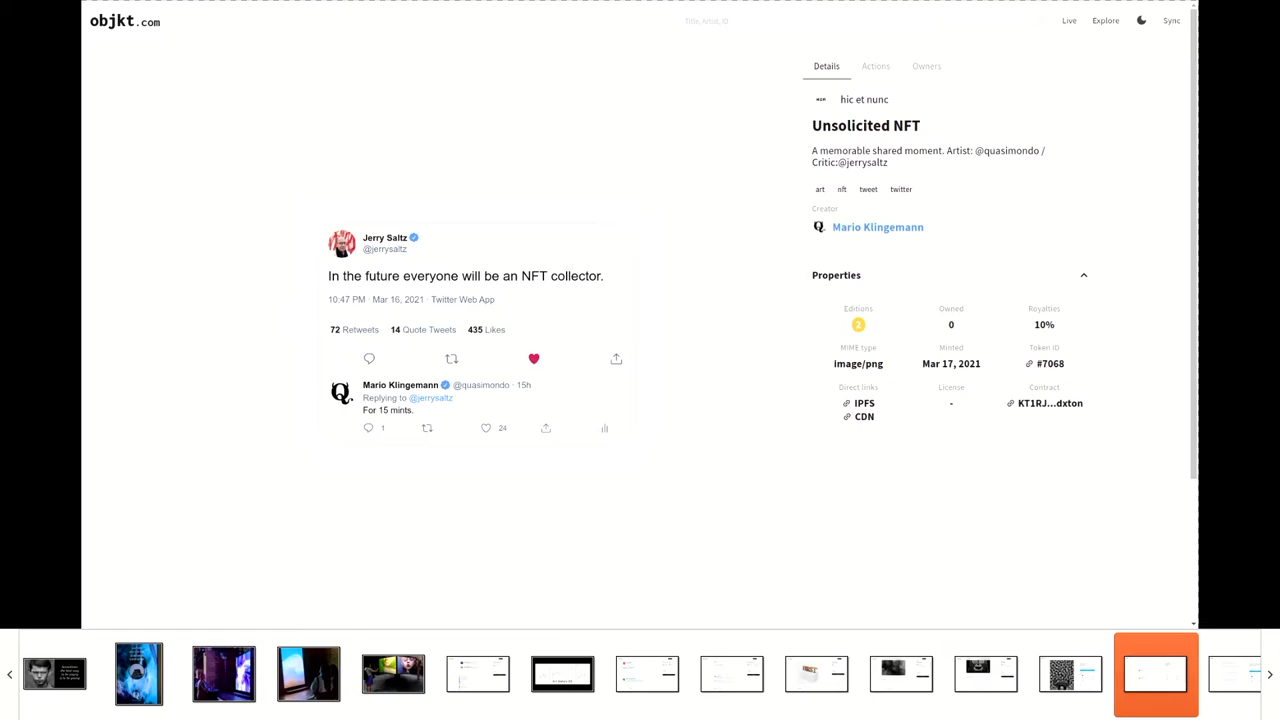 objkt.com
Title, Artist, ID
Live
Explore
Sync
Details
Actions
Owners
hic et nunc
Unsolicited NFT
A memorable shared moment. Artist: @quasimondo /
Critic:@jerrysaltz
art nft tweet twitter
Creator
Mario Klingemann
Properties
Editions Owned Royalties
2 0 10%
MIME type Minted Token ID
image/png Mar 17, 2021 #7068
Direct links License Contract
IPFS - KT1RJ...dxton
CDN
Jerry Saltz
@jerrysaltz
In the future everyone will be an NFT collector.
10:47 PM · Mar 16, 2021 · Twitter Web App
72 Retweets 14 Quote Tweets 435 Likes
Mario Klingemann @quasimondo · 15h
Replying to @jerrysaltz
For 15 mints.
1 24